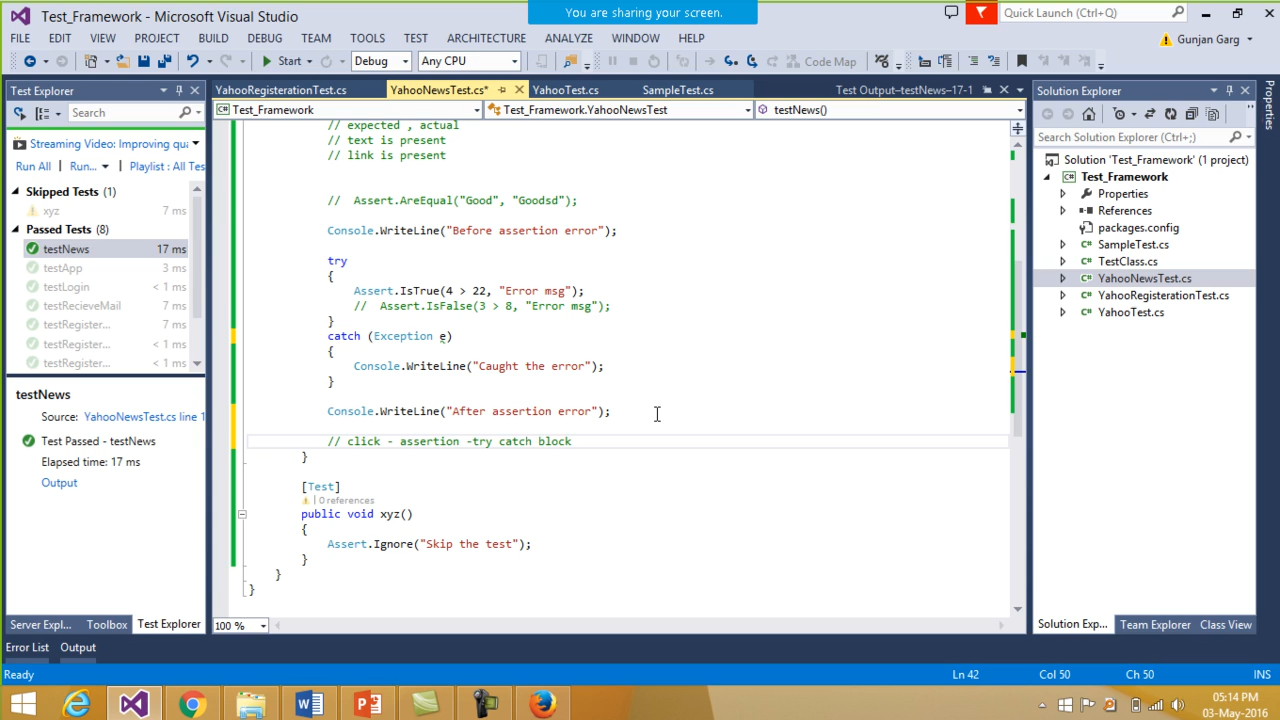 Test_Framework - Microsoft Visual Studio
You are sharing your screen.
Quick Launch (Ctrl+Q)
FILE EDIT VIEW PROJECT BUILD DEBUG TEAM TOOLS TEST ARCHITECTURE ANALYZE WINDOW HELP
Gunjan Garg
Start Debug Any CPU Code Map
Test Explorer
Search
Streaming Video: Improving qua
Run All Run... Playlist : All Tes
Skipped Tests (1)
xyz 7 ms
Passed Tests (8)
testNews 17 ms
testApp 3 ms
testLogin < 1 ms
testRecieveMail 7 ms
testRegister... 7 ms
testRegister... < 1 ms
testRegister... < 1 ms
testNews
Source: YahooNewsTest.cs line 1
Test Passed - testNews
Elapsed time: 17 ms
Output
Server Expl... Toolbox Test Explorer
YahooRegisterationTest.cs YahooNewsTest.cs* YahooTest.cs SampleTest.cs Test Output-testNews-17-1
Test_Framework Test_Framework.YahooNewsTest testNews()
// expected , actual
// text is present
// link is present
// Assert.AreEqual("Good", "Goodsd");
Console.WriteLine("Before assertion error");
try
{
Assert.IsTrue(4 > 22, "Error msg");
// Assert.IsFalse(3 > 8, "Error msg");
}
catch (Exception e)
{
Console.WriteLine("Caught the error");
}
Console.WriteLine("After assertion error");
// click - assertion -try catch block
}
[Test]
0 references
public void xyz()
{
Assert.Ignore("Skip the test");
}
}
}
100 %
Solution Explorer
Search Solution Explorer (Ctrl+;)
Solution 'Test_Framework' (1 project)
Test_Framework
Properties
References
packages.config
SampleTest.cs
TestClass.cs
YahooNewsTest.cs
YahooRegisterationTest.cs
YahooTest.cs
Solution Exp... Team Explorer Class View
Properties
Error List Output
Ready Ln 42 Col 50 Ch 50 INS
05:14 PM
03-May-2016